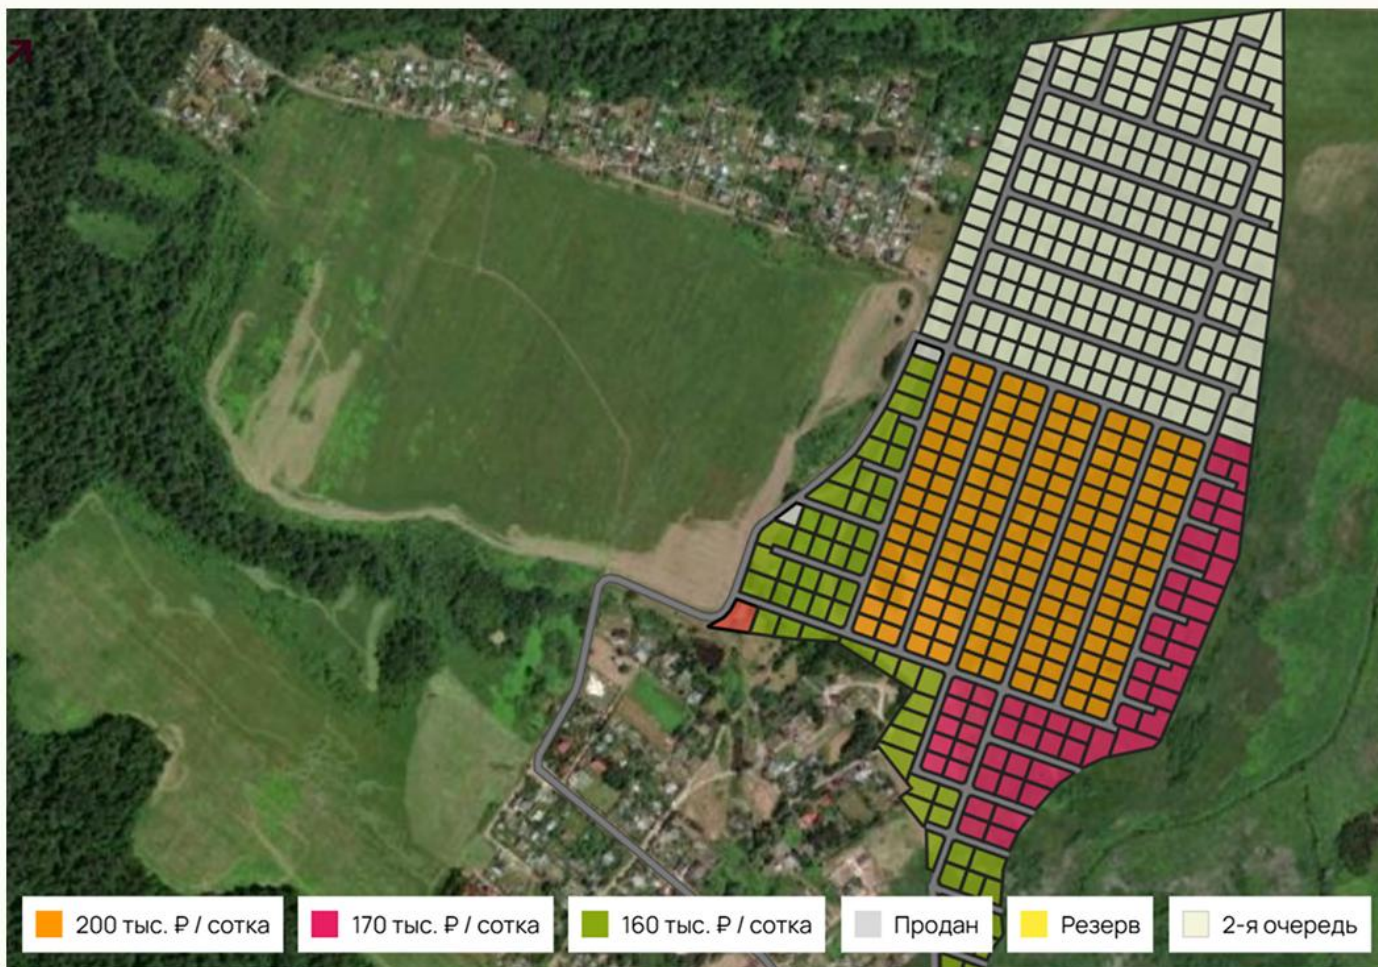 200 тыс. ₽ / сотка
170 тыс. ₽ / сотка
160 тыс. ₽ / сотка
Продан
Резерв
2-я очередь